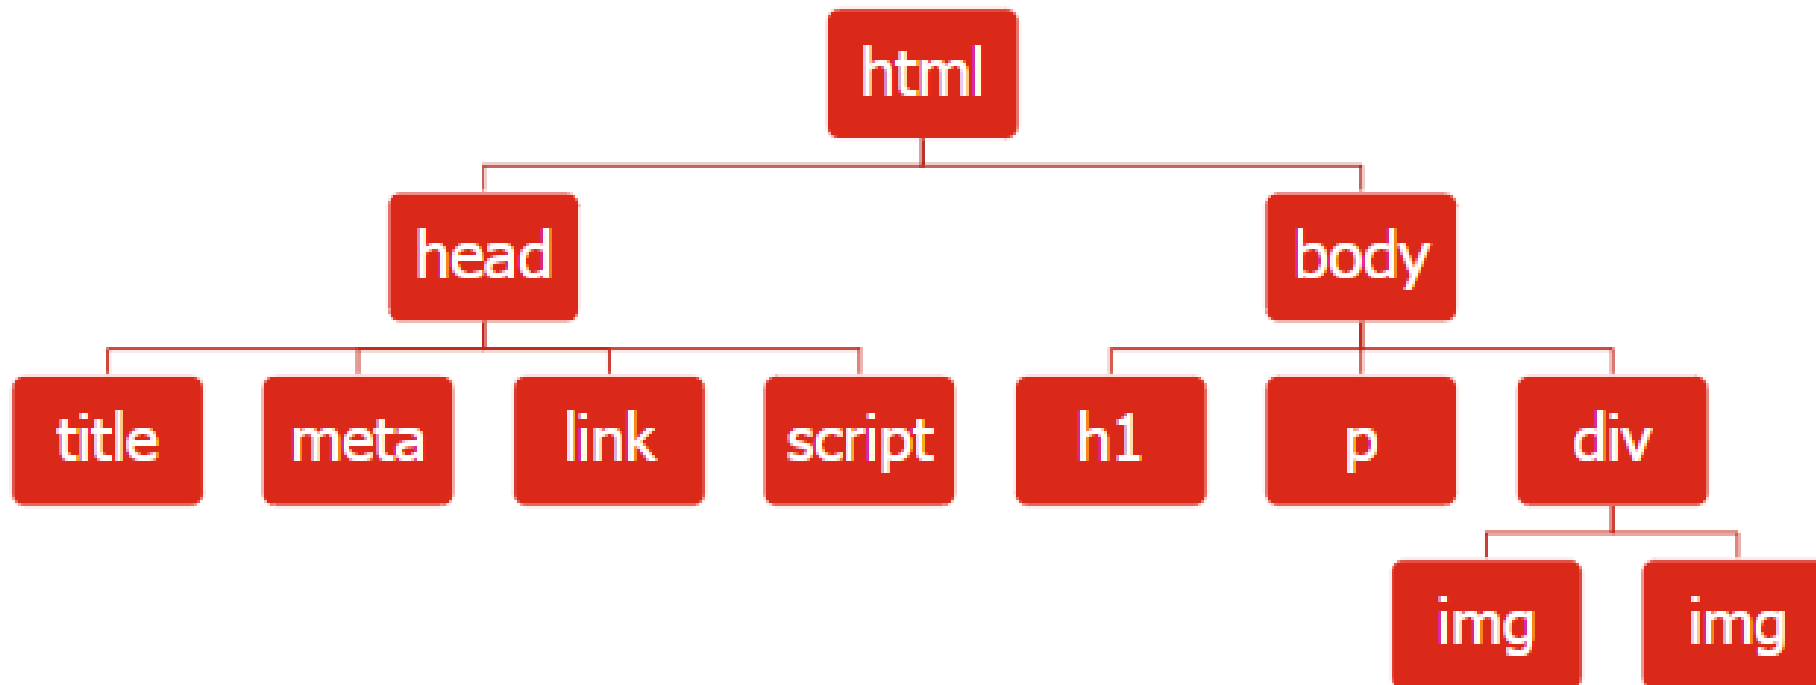 html
head
body
title
meta
link
script
h1
p
div
img
img